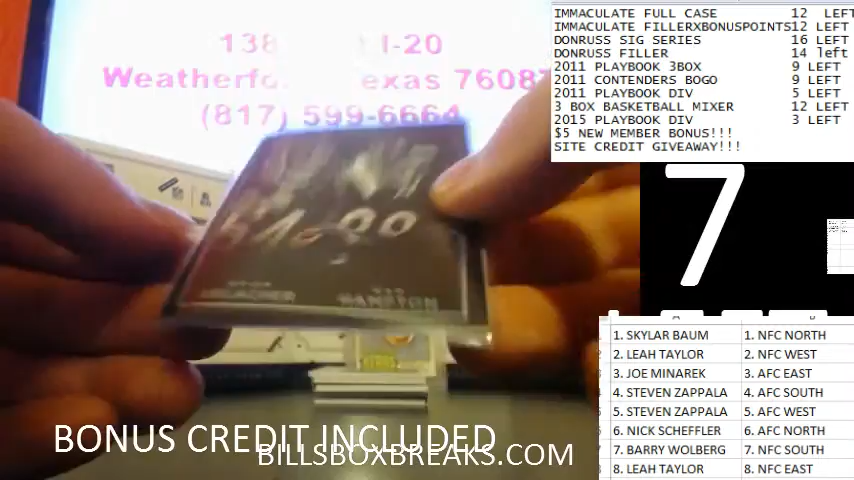 138 I-20
Weatherfo exas 7608
(817) 599-6664
HAMPTON
BONUS CREDIT INCLUDED
BILLSBOXBREAKS.COM
IMMACULATE FULL CASE 12 LEFT
IMMACULATE FILLERXBONUSPOINTS12 LEFT
DONRUSS SIG SERIES 16 LEFT
DONRUSS FILLER 14 left
2011 PLAYBOOK 3BOX 9 LEFT
2011 CONTENDERS BOGO 9 LEFT
2011 PLAYBOOK DIV 5 LEFT
3 BOX BASKETBALL MIXER 12 LEFT
2015 PLAYBOOK DIV 3 LEFT
$5 NEW MEMBER BONUS!!!
SITE CREDIT GIVEAWAY!!!
7
1. SKYLAR BAUM 1. NFC NORTH
2. LEAH TAYLOR 2. NFC WEST
3. JOE MINAREK 3. AFC EAST
4. STEVEN ZAPPALA 4. AFC SOUTH
5. STEVEN ZAPPALA 5. AFC WEST
6. NICK SCHEFFLER 6. AFC NORTH
7. BARRY WOLBERG 7. NFC SOUTH
8. LEAH TAYLOR 8. NFC EAST